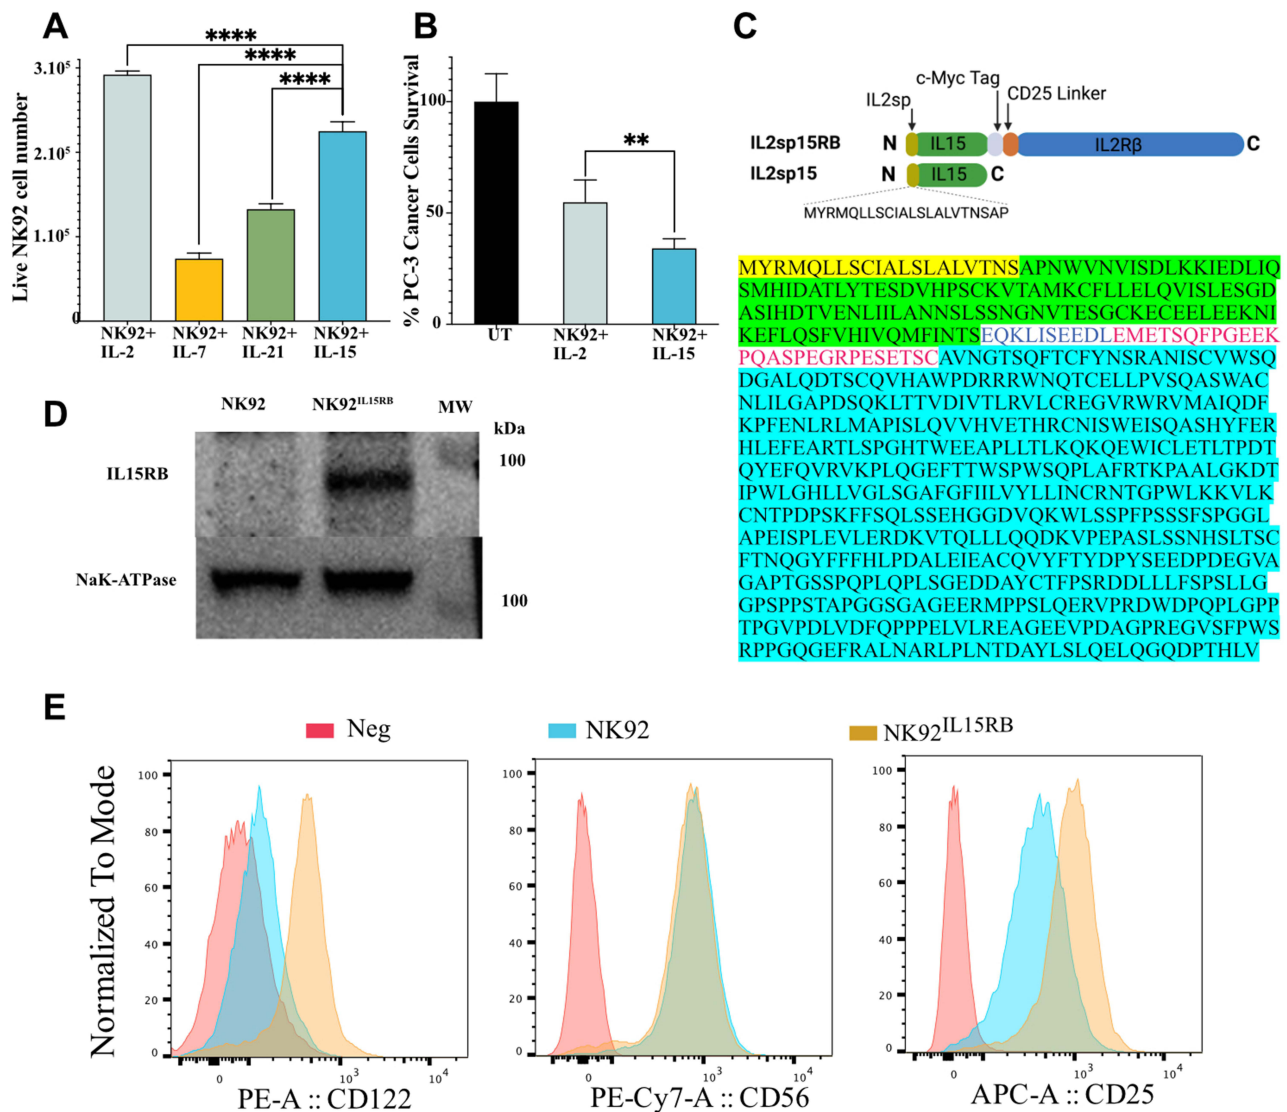 A
B
C
****
****
****
3.10⁵
2.10⁵
1.10⁵
0
Live NK92 cell number
NK92+ IL-2
NK92+ IL-7
NK92+ IL-21
NK92+ IL-15
**
100
50
0
% PC-3 Cancer Cells Survival
UT
NK92+ IL-2
NK92+ IL-15
c-Myc Tag
IL2sp
CD25 Linker
IL2sp15RB N IL15 IL2Rβ C
IL2sp15 N IL15 C
MYRMQLLSCIALSLALVTNSAP
MYRMQLLSCIALSLALVTNSAPNWVNVISDLKKIEDLIQ
SMHIDATLYTESDVHPSCKVTAMKCFLLELQVISLESGD
ASIHDTVENLIILANNSLSSNGNVTESGCKECEELEEKNI
KEFLQSFVHIVQMFINTSEQKLISEEDLEMETSQFPGEEK
PQASPEGRPESETSCAVNGTSQFTCFYNSRANISCVWSQ
DGALQDTSCQVHAWPDRRRWNQTCELLPVSQASWAC
NLILGAPDSQKLTTVDIVTLRVLCREGVRWRVMAIQDF
KPFENLRLMAPISLQVVHVETHRCNISWEISQASHYFER
HLEFEARTLSPGHTWEEAPLLTLKQKQEWICLETLTPDT
QYEFQVRVKPLQGEFTTWSPWSQPLAFRTKPAALGKDT
IPWLGHLLVGLSGAFGFIILVYLLINCRNTGPWLKKVLK
CNTPDPSKFFSQLSSEHGGDVQKWLSSPFPSSSFSPGGL
APEISPLEVLERDKVTQLLLQQDKVPEPASLSSNHSLTSC
FTNQGYFFFHLPDALEIEACQVYFTYDPYSEEDPDEGVA
GAPTGSSPQPLQPLSGEDDAYCTFPSRDDLLLFSPSLLG
GPSPPSTAPGGSGAGEERMPPSLQERVPRDWDPQPLGPP
TPGVPDLVDFQPPPELVLREAGEEVPDAGPREGVSFPWS
RPPGQGEFRALNARLPLNTDAYLSLQELQGQDPTHLV
D
NK92 NK92ᴵᴸ¹⁵ᴿᴮ MW
kDa
IL15RB 100
NaK-ATPase
100
E
Neg NK92 NK92ᴵᴸ¹⁵ᴿᴮ
Normalized To Mode
100
80
60
40
20
0
0 10³ 10⁴
PE-A :: CD122
100
80
60
40
20
0
0 10³ 10⁴
PE-Cy7-A :: CD56
100
80
60
40
20
0
0 10³ 10⁴
APC-A :: CD25